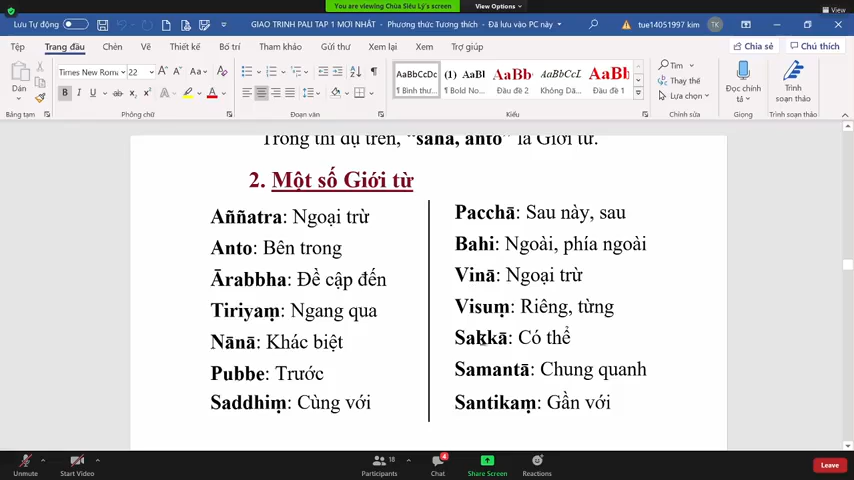 You are viewing Chùa Siêu Lý's screen
View Options
View
Lưu Tự động
GIAO TRINH PALI TAP 1 MOI NHẤT - Phương thức Tương thích - Đã lưu vào PC này
tue14051997 kim
TK
Tệp Trang đầu Chèn Vẽ Thiết kế Bố trí Tham khảo Gửi thư Xem lại Xem Trợ giúp
Chia sẻ
Chú thích
Dán
Times New Roma
22
AaBbCcDc
¶ Bình thư...
(1) AaBl
¶ Bold No...
AaBb
Đầu đề 2
AaBbCcL
Không Dã...
AaBb
Đầu đề 1
Tìm
Thay thế
Lựa chọn
Đọc chính tả
Trình soạn thảo
Bảng tạm
Phông chữ
Đoạn văn
Kiểu
Chỉnh sửa
Giọng nói
Trình soạn thảo
Trong thí dụ trên, "saha, anto" là Giới từ.
2. Một số Giới từ
Aññatra: Ngoại trừ
Anto: Bên trong
Ārabbha: Đề cập đến
Tiriyaṃ: Ngang qua
Nānā: Khác biệt
Pubbe: Trước
Saddhiṃ: Cùng với
Pacchā: Sau này, sau
Bahi: Ngoài, phía ngoài
Vinā: Ngoại trừ
Visuṃ: Riêng, từng
Sakkā: Có thể
Samantā: Chung quanh
Santikaṃ: Gần với
Unmute
Start Video
18
Participants
4
Chat
Share Screen
Reactions
Leave